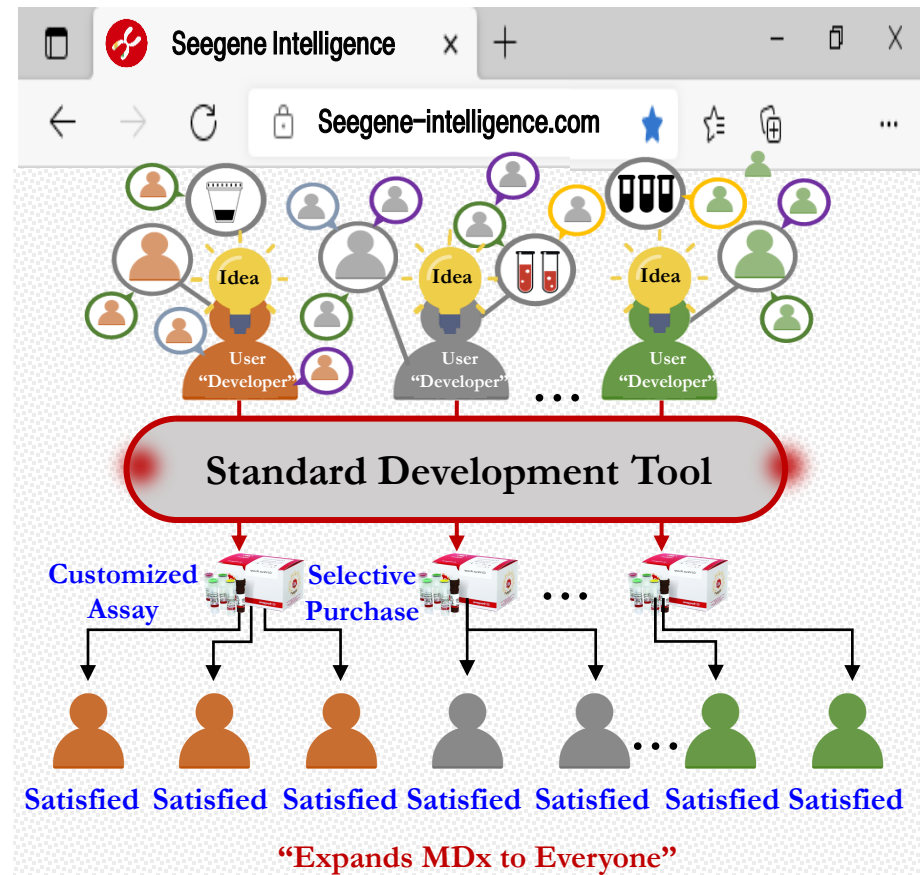 Seegene Intelligence
Seegene-intelligence.com
Idea
Idea
Idea
User
“Developer”
User
“Developer”
User
“Developer”
...
Standard Development Tool
Customized
Assay
Selective
Purchase
...
...
Satisfied Satisfied Satisfied Satisfied Satisfied Satisfied Satisfied
“Expands MDx to Everyone”